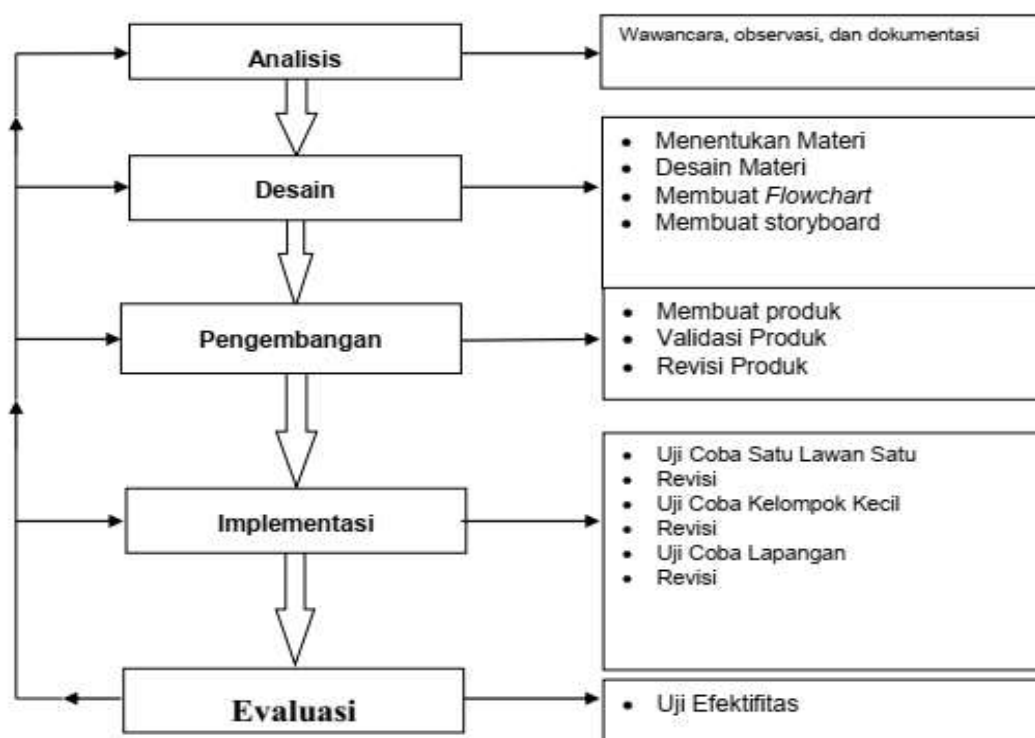 Analisis
Wawancara, observasi, dan dokumentasi
Desain
• Menentukan Materi
• Desain Materi
• Membuat Flowchart
• Membuat storyboard
Pengembangan
• Membuat produk
• Validasi Produk
• Revisi Produk
Implementasi
• Uji Coba Satu Lawan Satu
• Revisi
• Uji Coba Kelompok Kecil
• Revisi
• Uji Coba Lapangan
• Revisi
Evaluasi
• Uji Efektifitas